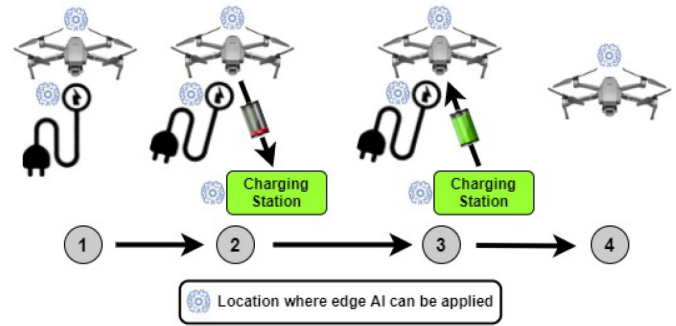 Charging
Station
Charging
Station
1
2
3
4
Location where edge AI can be applied